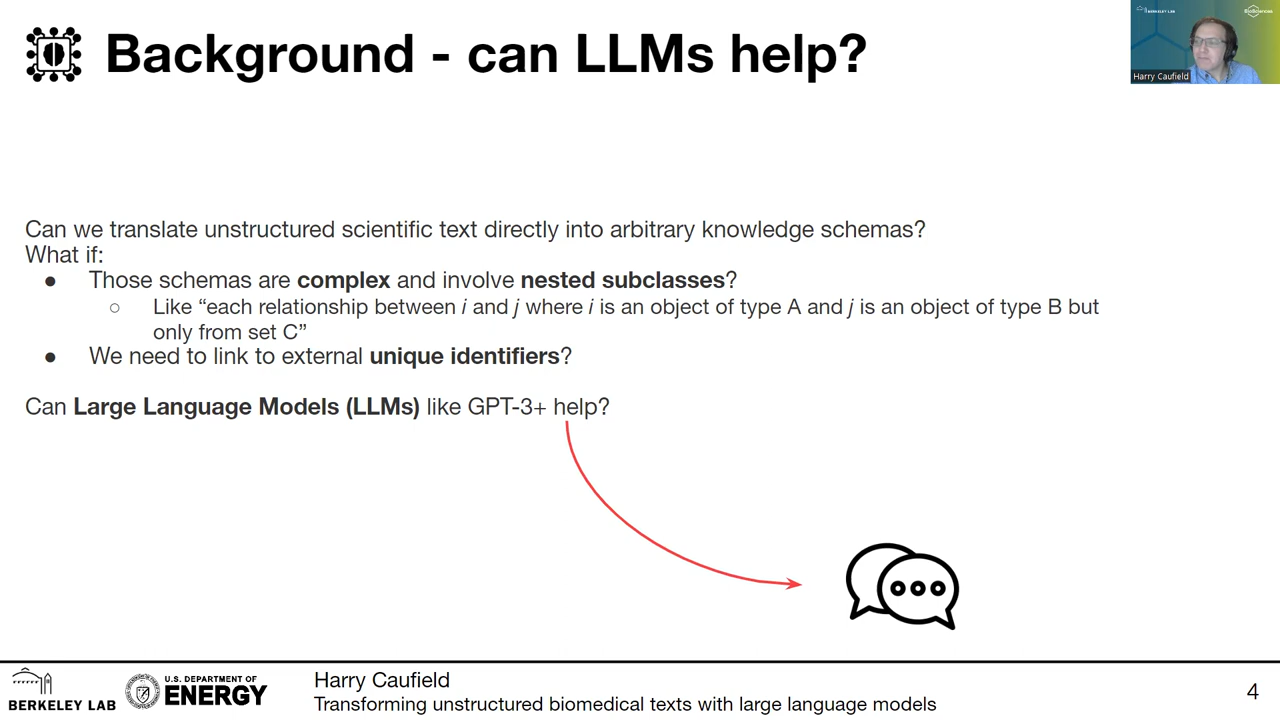 Background - can LLMs help?
BERKELEY LAB
BioSciences
Harry Caufield
Can we translate unstructured scientific text directly into arbitrary knowledge schemas?
What if:
● Those schemas are complex and involve nested subclasses?
○ Like “each relationship between i and j where i is an object of type A and j is an object of type B but
only from set C”
● We need to link to external unique identifiers?
Can Large Language Models (LLMs) like GPT-3+ help?
BERKELEY LAB
U.S. DEPARTMENT OF
ENERGY
Harry Caufield
Transforming unstructured biomedical texts with large language models
4